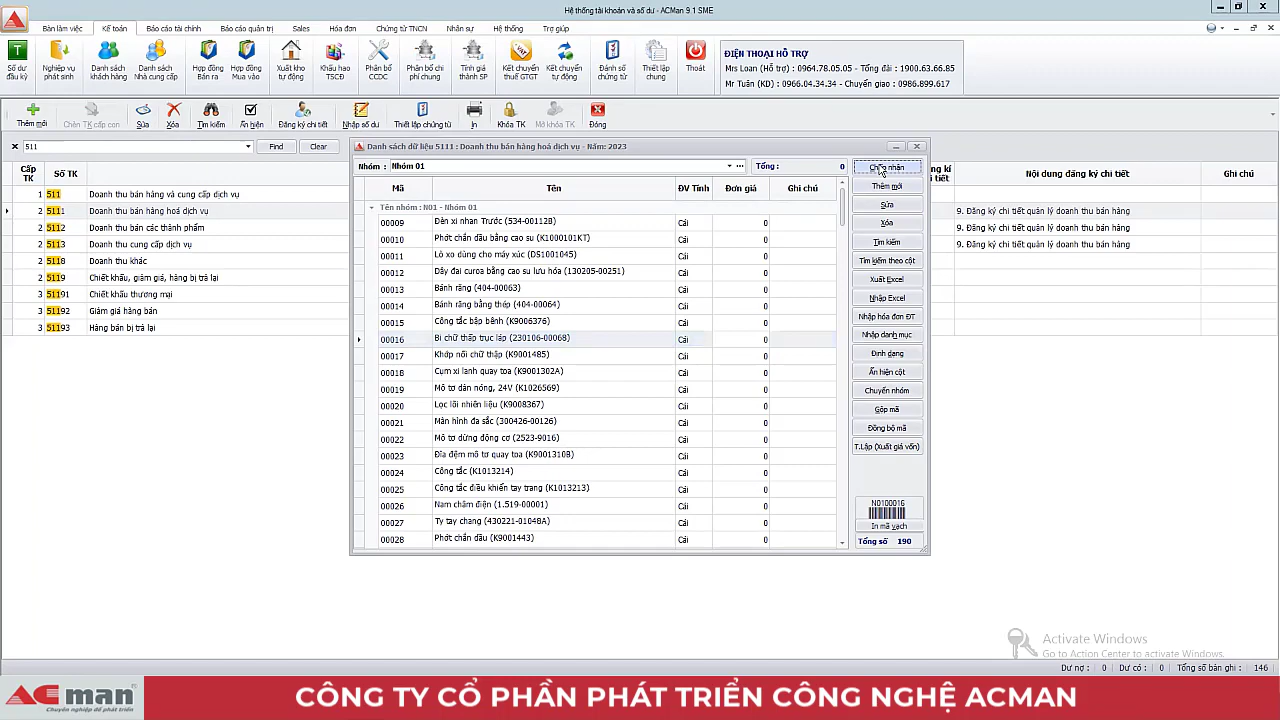 Hệ thống tài khoản và số dư - ACMan 9.1 SME
Bàn làm việc Kế toán Báo cáo tài chính Báo cáo quản trị Sales Hóa đơn Chứng từ TNCN Nhân sự Hệ thống Trợ giúp
Số dư đầu kỳ
Nghiệp vụ phát sinh
Danh sách khách hàng
Danh sách Nhà cung cấp
Hợp đồng Bán ra
Hợp đồng Mua vào
Xuất kho tự động
Khấu hao TSCĐ
Phân bổ CCDC
Phân bổ chi phí chung
Tính giá thành SP
Kết chuyển thuế GTGT
Kết chuyển tự động
Đánh số chứng từ
Thiết lập chung
Thoát
ĐIỆN THOẠI HỖ TRỢ
Mrs Loan (Hỗ trợ) : 0964.78.05.05 - Tổng đài : 1900.63.66.85
Mr Tuân (KD) : 0966.04.34.34 - Chuyển giao : 0986.899.617
Thêm mới Chèn TK cấp con Sửa Xóa Tìm kiếm Ẩn hiện Đăng ký chi tiết Nhập số dư Thiết lập chứng từ In Khóa TK Mở khóa TK Đóng
511 Find Clear
Cấp TK Số TK
Nội dung đăng ký chi tiết Ghi chú
1 511 Doanh thu bán hàng và cung cấp dịch vụ
2 5111 Doanh thu bán hàng hoá dịch vụ 9. Đăng ký chi tiết quản lý doanh thu bán hàng
2 5112 Doanh thu bán các thành phẩm 9. Đăng ký chi tiết quản lý doanh thu bán hàng
2 5113 Doanh thu cung cấp dịch vụ 9. Đăng ký chi tiết quản lý doanh thu bán hàng
2 5118 Doanh thu khác
2 5119 Chiết khấu, giảm giá, hàng bị trả lại
3 51191 Chiết khấu thương mại
3 51192 Giảm giá hàng bán
3 51193 Hàng bán bị trả lại
Danh sách dữ liệu 5111 : Doanh thu bán hàng hoá dịch vụ - Năm: 2023
Nhóm : Nhóm 01 Tổng : 0
Mã Tên ĐV Tính Đơn giá Ghi chú
Tên nhóm : N01 - Nhóm 01
00009 Đèn xi nhan Trước (534-00112B) Cái 0
00010 Phớt chắn dầu bằng cao su (K1000101KT) Cái 0
00011 Lò xo dùng cho máy xúc (DS1001045) Cái 0
00012 Dây đai curoa bằng cao su lưu hóa (130205-00251) Cái 0
00013 Bánh răng (404-00063) Cái 0
00014 Bánh răng bằng thép (404-00064) Cái 0
00015 Công tắc bập bênh (K9006376) Cái 0
00016 Bi chữ thập trục láp (230106-00068) Cái 0
00017 Khớp nối chữ thập (K9001485) Cái 0
00018 Cụm xi lanh quay toa (K9001302A) Cái 0
00019 Mô tơ dàn nóng, 24V (K1026569) Cái 0
00020 Lọc lõi nhiên liệu (K9008367) Cái 0
00021 Màn hình đa sắc (300426-00126) Cái 0
00022 Mô tơ dừng động cơ (2523-9016) Cái 0
00023 Đĩa đệm mô tơ quay toa (K9001310B) Cái 0
00024 Công tắc (K1013214) Cái 0
00025 Công tắc điều khiển tay trang (K1013213) Cái 0
00026 Nam châm điện (1.519-00001) Cái 0
00027 Ty tay chang (430221-01048A) Cái 0
00028 Phớt chắn dầu (K9001443) Cái 0
Chấp nhận
Thêm mới
Sửa
Xóa
Tìm kiếm
Tìm kiếm theo cột
Xuất Excel
Nhập Excel
Nhập hóa đơn ĐT
Nhập danh mục
Định dạng
Ẩn hiện cột
Chuyển nhóm
Gộp mã
Đồng bộ mã
T.Lập (Xuất giá vốn)
N0100016
In mã vạch
Tổng số 190
Activate Windows
Go to Action Center to activate Windows.
Dư nợ : 0 Dư có : 0 Tổng số bản ghi : 146
ACman
Chuyên nghiệp để phát triển
CÔNG TY CỔ PHẦN PHÁT TRIỂN CÔNG NGHỆ ACMAN